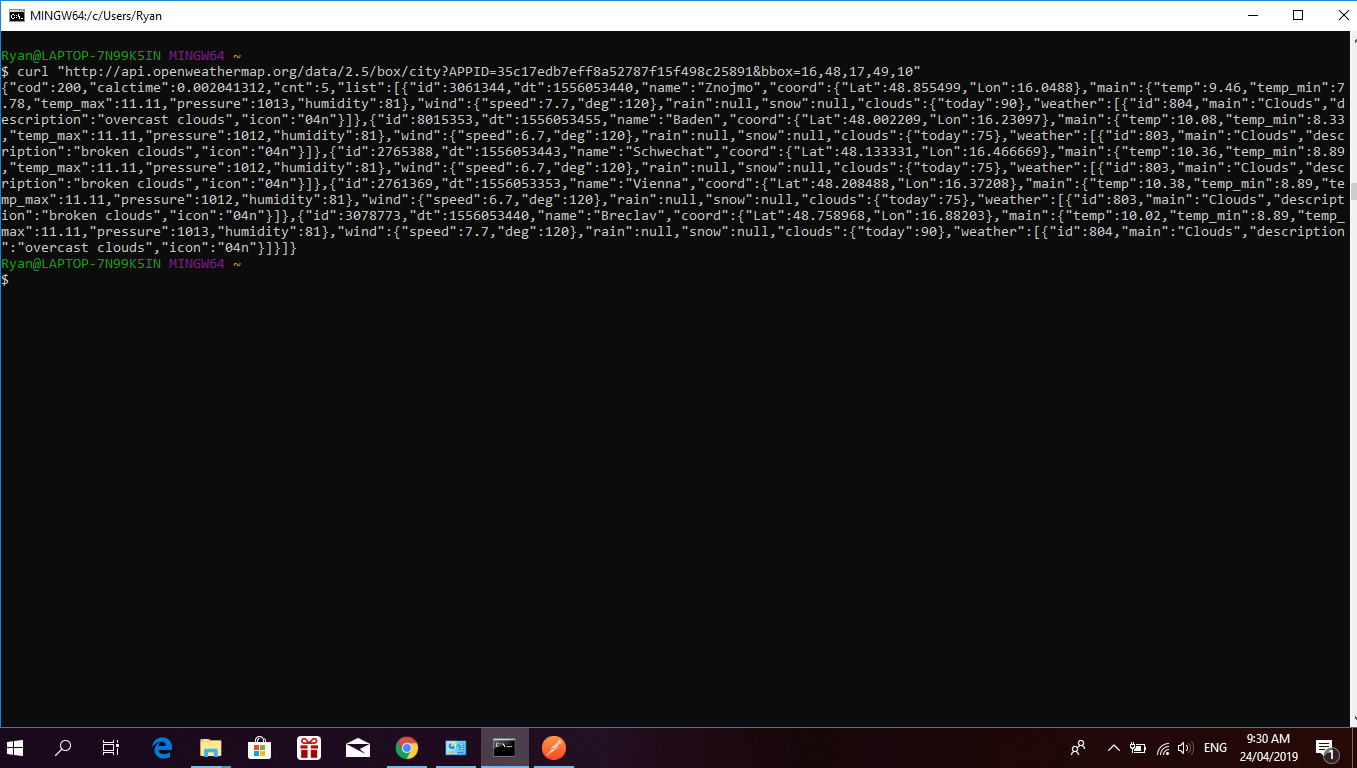 MINGW64:/c/Users/Ryan
Ryan@LAPTOP-7N99K5IN MINGW64 ~
$ curl "http://api.openweathermap.org/data/2.5/box/city?APPID=35c17edb7eff8a52787f15f498c25891&bbox=16,48,17,49,10"
{"cod":200,"calctime":0.002041312,"cnt":5,"list":[{"id":3061344,"dt":1556053440,"name":"Znojmo","coord":{"Lat":48.855499,"Lon":16.0488},"main":{"temp":9.46,"temp_min":7
.78,"temp_max":11.11,"pressure":1013,"humidity":81},"wind":{"speed":7.7,"deg":120},"rain":null,"snow":null,"clouds":{"today":90},"weather":[{"id":804,"main":"Clouds","d
escription":"overcast clouds","icon":"04n"}]},{"id":8015353,"dt":1556053455,"name":"Baden","coord":{"Lat":48.002209,"Lon":16.23097},"main":{"temp":10.08,"temp_min":8.33
,"temp_max":11.11,"pressure":1012,"humidity":81},"wind":{"speed":6.7,"deg":120},"rain":null,"snow":null,"clouds":{"today":75},"weather":[{"id":803,"main":"Clouds","desc
ription":"broken clouds","icon":"04n"}]},{"id":2765388,"dt":1556053443,"name":"Schwechat","coord":{"Lat":48.133331,"Lon":16.466669},"main":{"temp":10.36,"temp_min":8.89
,"temp_max":11.11,"pressure":1012,"humidity":81},"wind":{"speed":6.7,"deg":120},"rain":null,"snow":null,"clouds":{"today":75},"weather":[{"id":803,"main":"Clouds","desc
ription":"broken clouds","icon":"04n"}]},{"id":2761369,"dt":1556053353,"name":"Vienna","coord":{"Lat":48.208488,"Lon":16.37208},"main":{"temp":10.38,"temp_min":8.89,"te
mp_max":11.11,"pressure":1012,"humidity":81},"wind":{"speed":6.7,"deg":120},"rain":null,"snow":null,"clouds":{"today":75},"weather":[{"id":803,"main":"Clouds","descript
ion":"broken clouds","icon":"04n"}]},{"id":3078773,"dt":1556053440,"name":"Breclav","coord":{"Lat":48.758968,"Lon":16.88203},"main":{"temp":10.02,"temp_min":8.89,"temp_
max":11.11,"pressure":1013,"humidity":81},"wind":{"speed":7.7,"deg":120},"rain":null,"snow":null,"clouds":{"today":90},"weather":[{"id":804,"main":"Clouds","description
":"overcast clouds","icon":"04n"}]}]}
Ryan@LAPTOP-7N99K5IN MINGW64 ~
$
ENG
9:30 AM
24/04/2019
1